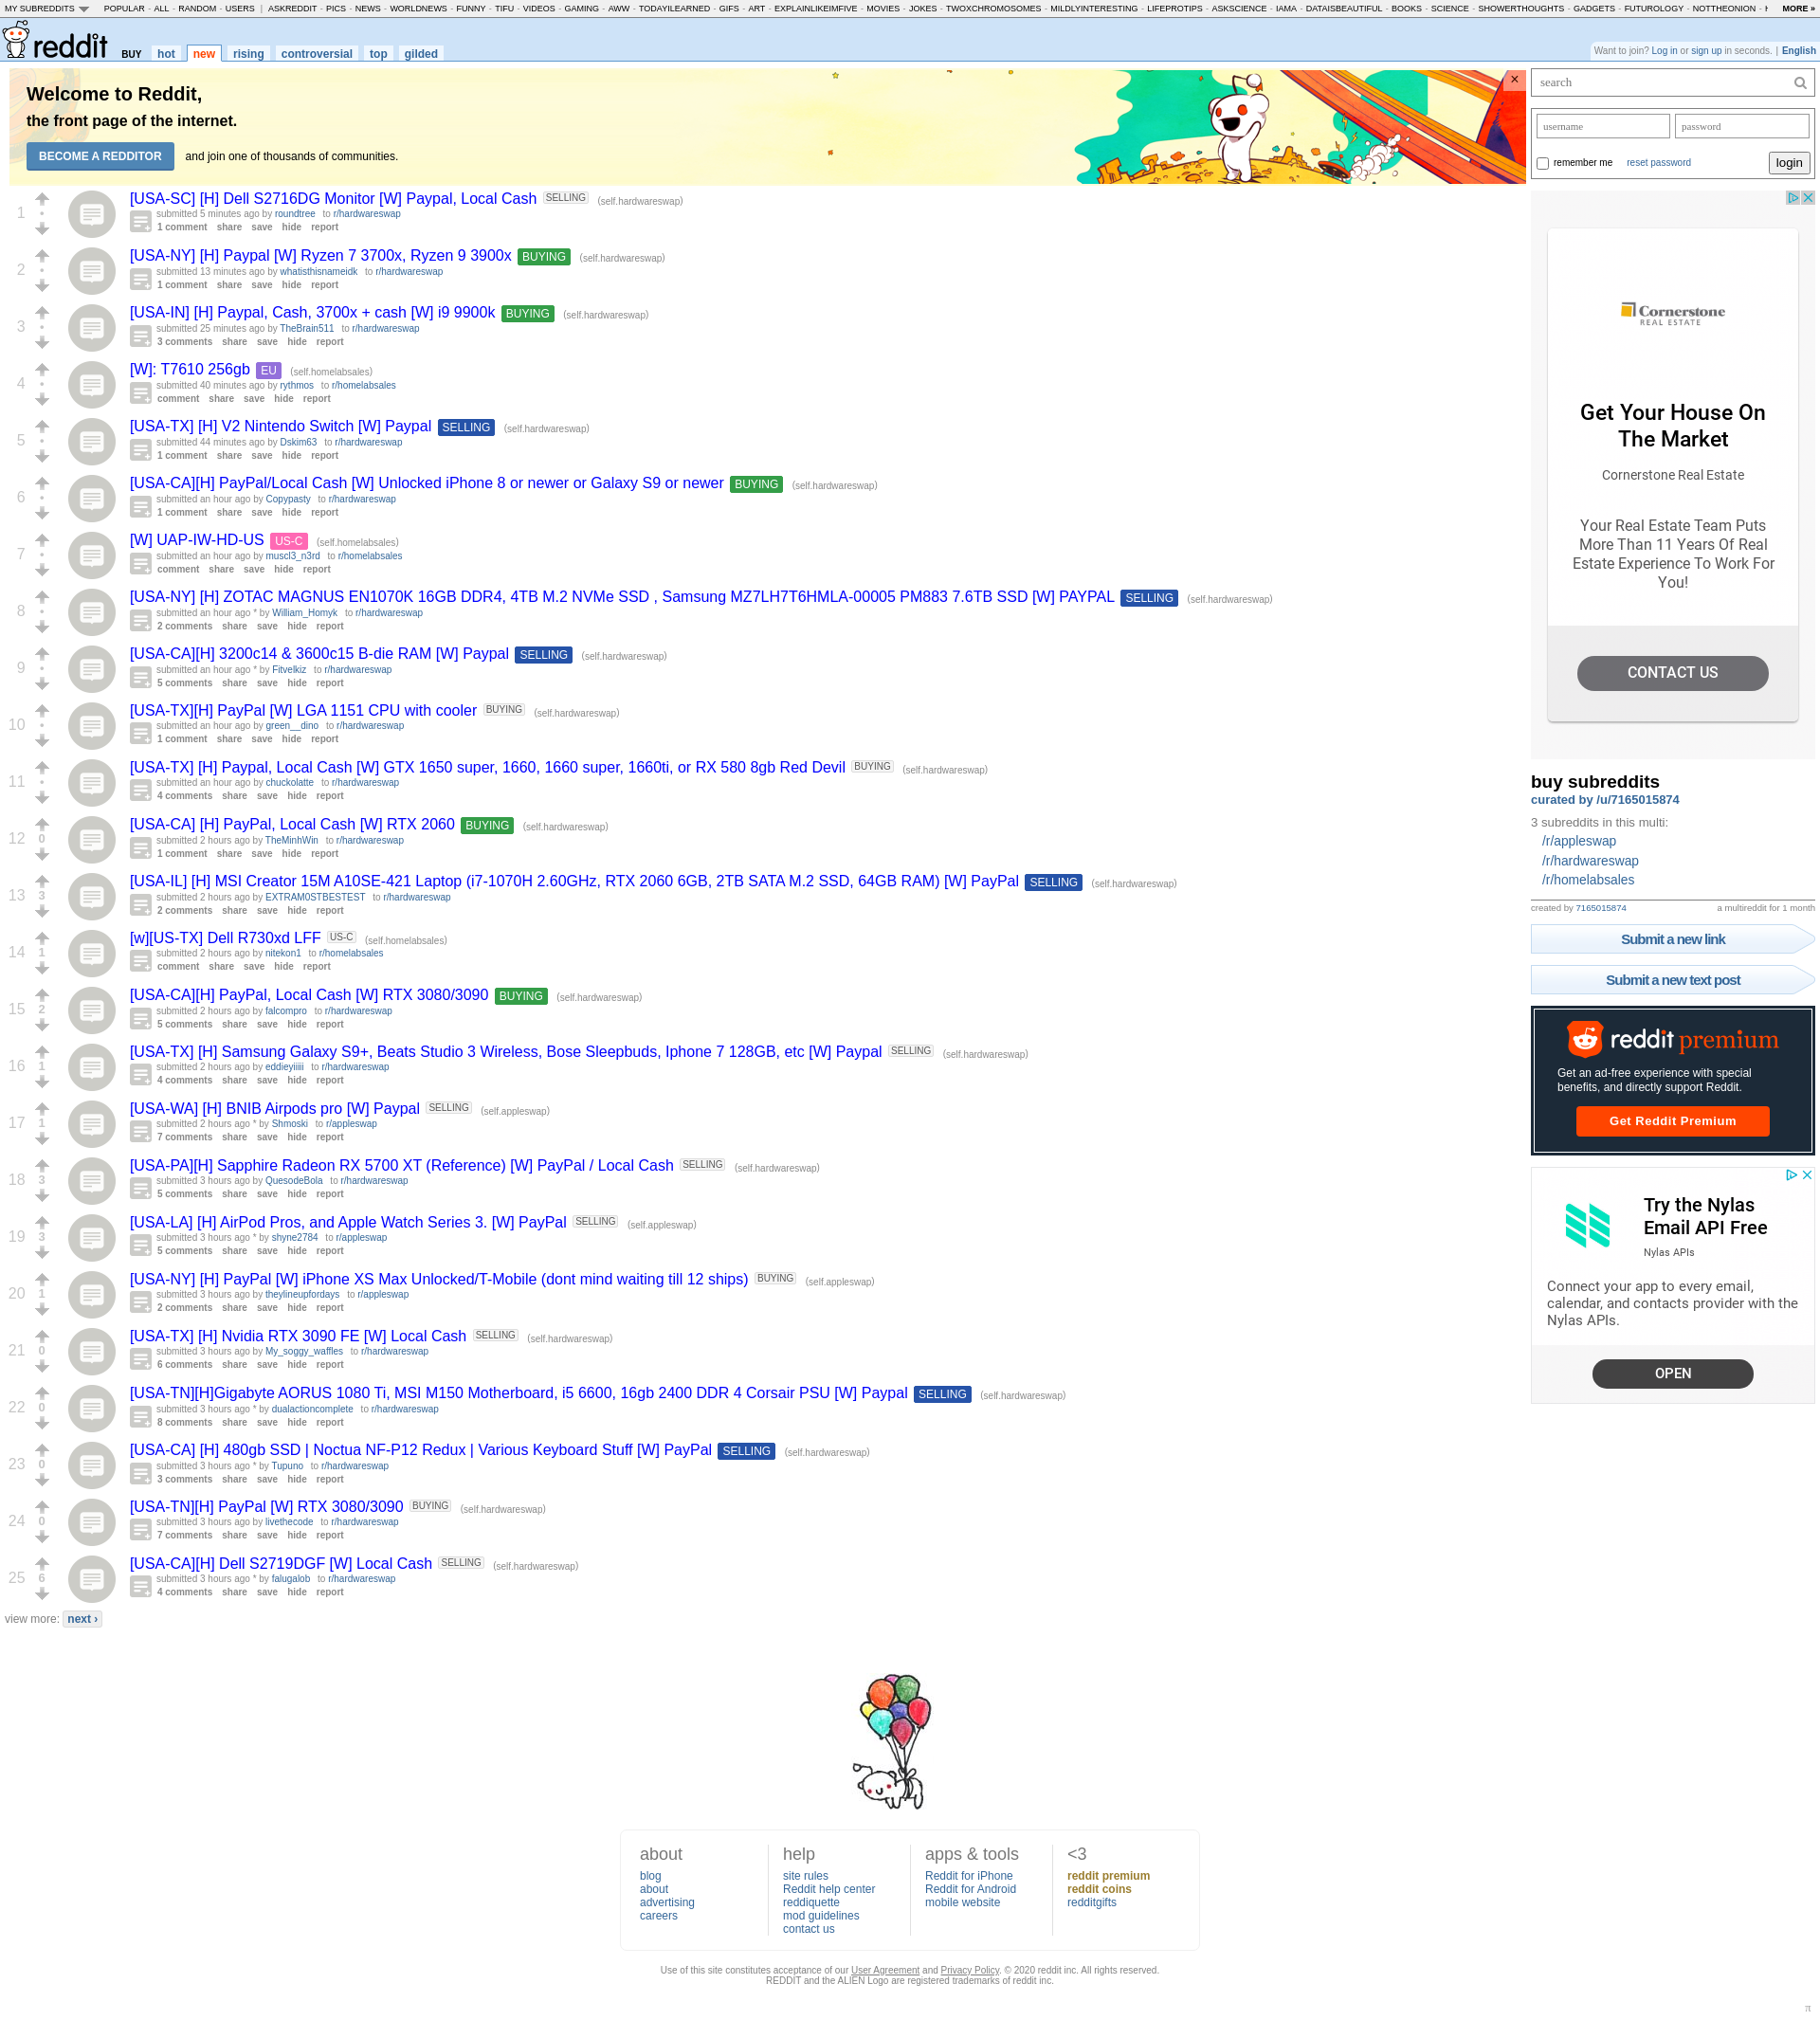 MY SUBREDDITS POPULAR - ALL - RANDOM - USERS | ASKREDDIT - PICS - NEWS - WORLDNEWS - FUNNY - TIFU - VIDEOS - GAMING - AWW - TODAYILEARNED - GIFS - ART - EXPLAINLIKEIMFIVE - MOVIES - JOKES - TWOXCHROMOSOMES - MILDLYINTERESTING - LIFEPROTIPS - ASKSCIENCE - IAMA - DATAISBEAUTIFUL - BOOKS - SCIENCE - SHOWERTHOUGHTS - GADGETS - FUTUROLOGY - NOTTHEONION - MORE »
reddit BUY hot new rising controversial top gilded
Want to join? Log in or sign up in seconds. | English
Welcome to Reddit,
the front page of the internet.
BECOME A REDDITOR and join one of thousands of communities.
×
1 [USA-SC] [H] Dell S2716DG Monitor [W] Paypal, Local Cash SELLING (self.hardwareswap)
submitted 5 minutes ago by roundtree to r/hardwareswap
1 comment share save hide report
2 [USA-NY] [H] Paypal [W] Ryzen 7 3700x, Ryzen 9 3900x BUYING (self.hardwareswap)
submitted 13 minutes ago by whatisthisnameidk to r/hardwareswap
1 comment share save hide report
3 [USA-IN] [H] Paypal, Cash, 3700x + cash [W] i9 9900k BUYING (self.hardwareswap)
submitted 25 minutes ago by TheBrain511 to r/hardwareswap
3 comments share save hide report
4 [W]: T7610 256gb EU (self.homelabsales)
submitted 40 minutes ago by rythmos to r/homelabsales
comment share save hide report
5 [USA-TX] [H] V2 Nintendo Switch [W] Paypal SELLING (self.hardwareswap)
submitted 44 minutes ago by Dskim63 to r/hardwareswap
1 comment share save hide report
6 [USA-CA][H] PayPal/Local Cash [W] Unlocked iPhone 8 or newer or Galaxy S9 or newer BUYING (self.hardwareswap)
submitted an hour ago by Copypasty to r/hardwareswap
1 comment share save hide report
7 [W] UAP-IW-HD-US US-C (self.homelabsales)
submitted an hour ago by muscl3_n3rd to r/homelabsales
comment share save hide report
8 [USA-NY] [H] ZOTAC MAGNUS EN1070K 16GB DDR4, 4TB M.2 NVMe SSD , Samsung MZ7LH7T6HMLA-00005 PM883 7.6TB SSD [W] PAYPAL SELLING (self.hardwareswap)
submitted an hour ago * by William_Homyk to r/hardwareswap
2 comments share save hide report
9 [USA-CA][H] 3200c14 & 3600c15 B-die RAM [W] Paypal SELLING (self.hardwareswap)
submitted an hour ago * by Fitvelkiz to r/hardwareswap
5 comments share save hide report
10 [USA-TX][H] PayPal [W] LGA 1151 CPU with cooler BUYING (self.hardwareswap)
submitted an hour ago by green__dino to r/hardwareswap
1 comment share save hide report
11 [USA-TX] [H] Paypal, Local Cash [W] GTX 1650 super, 1660, 1660 super, 1660ti, or RX 580 8gb Red Devil BUYING (self.hardwareswap)
submitted an hour ago by chuckolatte to r/hardwareswap
4 comments share save hide report
12 0 [USA-CA] [H] PayPal, Local Cash [W] RTX 2060 BUYING (self.hardwareswap)
submitted 2 hours ago by TheMinhWin to r/hardwareswap
1 comment share save hide report
13 3 [USA-IL] [H] MSI Creator 15M A10SE-421 Laptop (i7-1070H 2.60GHz, RTX 2060 6GB, 2TB SATA M.2 SSD, 64GB RAM) [W] PayPal SELLING (self.hardwareswap)
submitted 2 hours ago by EXTRAM0STBESTEST to r/hardwareswap
2 comments share save hide report
14 1 [w][US-TX] Dell R730xd LFF US-C (self.homelabsales)
submitted 2 hours ago by nitekon1 to r/homelabsales
comment share save hide report
15 2 [USA-CA][H] PayPal, Local Cash [W] RTX 3080/3090 BUYING (self.hardwareswap)
submitted 2 hours ago by falcompro to r/hardwareswap
5 comments share save hide report
16 1 [USA-TX] [H] Samsung Galaxy S9+, Beats Studio 3 Wireless, Bose Sleepbuds, Iphone 7 128GB, etc [W] Paypal SELLING (self.hardwareswap)
submitted 2 hours ago by eddieyiiiii to r/hardwareswap
4 comments share save hide report
17 1 [USA-WA] [H] BNIB Airpods pro [W] Paypal SELLING (self.appleswap)
submitted 2 hours ago * by Shmoski to r/appleswap
7 comments share save hide report
18 3 [USA-PA][H] Sapphire Radeon RX 5700 XT (Reference) [W] PayPal / Local Cash SELLING (self.hardwareswap)
submitted 3 hours ago by QuesodeBola to r/hardwareswap
5 comments share save hide report
19 3 [USA-LA] [H] AirPod Pros, and Apple Watch Series 3. [W] PayPal SELLING (self.appleswap)
submitted 3 hours ago * by shyne2784 to r/appleswap
5 comments share save hide report
20 1 [USA-NY] [H] PayPal [W] iPhone XS Max Unlocked/T-Mobile (dont mind waiting till 12 ships) BUYING (self.appleswap)
submitted 3 hours ago by theylineupfordays to r/appleswap
2 comments share save hide report
21 0 [USA-TX] [H] Nvidia RTX 3090 FE [W] Local Cash SELLING (self.hardwareswap)
submitted 3 hours ago by My_soggy_waffles to r/hardwareswap
6 comments share save hide report
22 0 [USA-TN][H]Gigabyte AORUS 1080 Ti, MSI M150 Motherboard, i5 6600, 16gb 2400 DDR 4 Corsair PSU [W] Paypal SELLING (self.hardwareswap)
submitted 3 hours ago * by dualactioncomplete to r/hardwareswap
8 comments share save hide report
23 0 [USA-CA] [H] 480gb SSD | Noctua NF-P12 Redux | Various Keyboard Stuff [W] PayPal SELLING (self.hardwareswap)
submitted 3 hours ago * by Tupuno to r/hardwareswap
3 comments share save hide report
24 0 [USA-TN][H] PayPal [W] RTX 3080/3090 BUYING (self.hardwareswap)
submitted 3 hours ago by livethecode to r/hardwareswap
7 comments share save hide report
25 6 [USA-CA][H] Dell S2719DGF [W] Local Cash SELLING (self.hardwareswap)
submitted 3 hours ago * by falugalob to r/hardwareswap
4 comments share save hide report
view more: next ›
search
username password
remember me reset password login
Cornerstone
REAL ESTATE
Get Your House On
The Market
Cornerstone Real Estate
Your Real Estate Team Puts
More Than 11 Years Of Real
Estate Experience To Work For
You!
CONTACT US
buy subreddits
curated by /u/7165015874
3 subreddits in this multi:
/r/appleswap
/r/hardwareswap
/r/homelabsales
created by 7165015874 a multireddit for 1 month
Submit a new link
Submit a new text post
reddit premium
Get an ad-free experience with special
benefits, and directly support Reddit.
Get Reddit Premium
Try the Nylas
Email API Free
Nylas APIs
Connect your app to every email,
calendar, and contacts provider with the
Nylas APIs.
OPEN
about
blog
about
advertising
careers
help
site rules
Reddit help center
reddiquette
mod guidelines
contact us
apps & tools
Reddit for iPhone
Reddit for Android
mobile website
<3
reddit premium
reddit coins
redditgifts
Use of this site constitutes acceptance of our User Agreement and Privacy Policy. © 2020 reddit inc. All rights reserved.
REDDIT and the ALIEN Logo are registered trademarks of reddit inc.
π